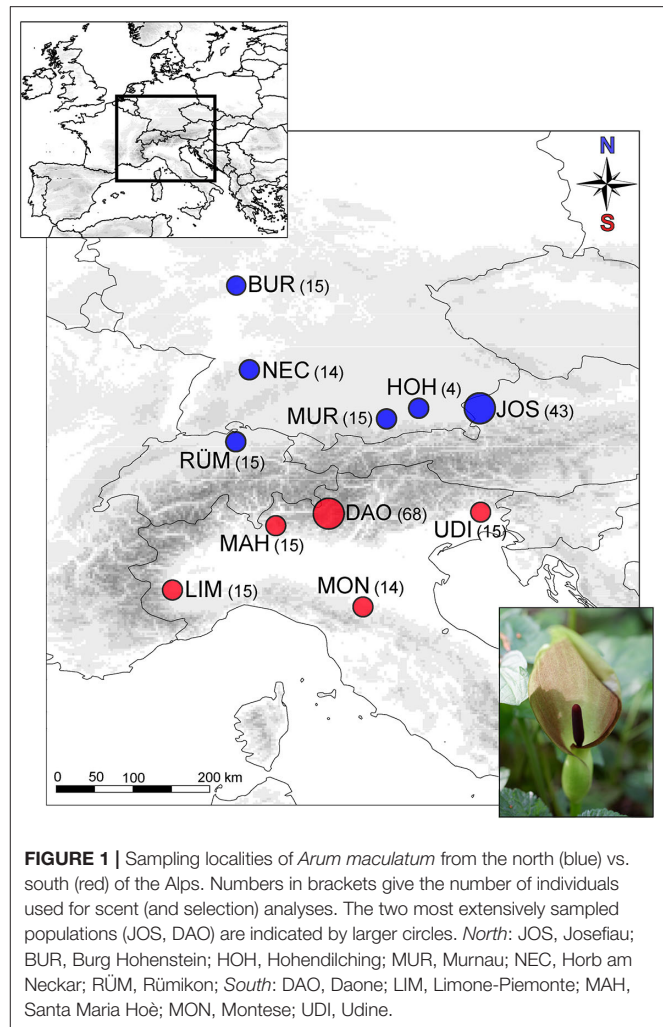 N
S
BUR (15)
NEC (14)
HOH (4)
MUR (15)
JOS (43)
RÜM (15)
DAO (68)
MAH (15)
UDI (15)
LIM (15)
MON (14)
0 50 100 200 km
FIGURE 1 | Sampling localities of Arum maculatum from the north (blue) vs.
south (red) of the Alps. Numbers in brackets give the number of individuals
used for scent (and selection) analyses. The two most extensively sampled
populations (JOS, DAO) are indicated by larger circles. North: JOS, Josefiau;
BUR, Burg Hohenstein; HOH, Hohendilching; MUR, Murnau; NEC, Horb am
Neckar; RÜM, Rümikon; South: DAO, Daone; LIM, Limone-Piemonte; MAH,
Santa Maria Hoè; MON, Montese; UDI, Udine.